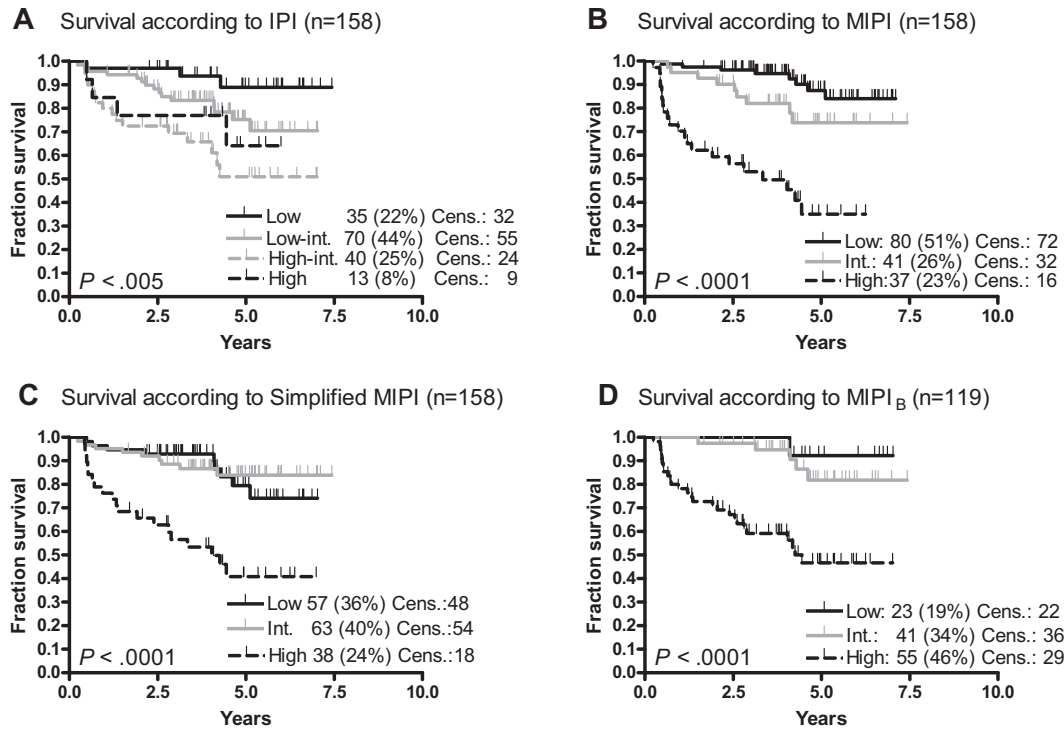 A Survival according to IPI (n=158)
1.0
0.9
0.8
0.7
0.6
0.5
0.4
0.3
0.2
0.1
0.0
Fraction survival
Low 35 (22%) Cens.: 32
Low-int. 70 (44%) Cens.: 55
High-int. 40 (25%) Cens.: 24
High 13 (8%) Cens.: 9
P < .005
0.0 2.5 5.0 7.5 10.0
Years
B Survival according to MIPI (n=158)
1.0
0.9
0.8
0.7
0.6
0.5
0.4
0.3
0.2
0.1
0.0
Fraction survival
Low: 80 (51%) Cens.: 72
Int.: 41 (26%) Cens.: 32
High:37 (23%) Cens.: 16
P < .0001
0.0 2.5 5.0 7.5 10.0
Years
C Survival according to Simplified MIPI (n=158)
1.0
0.9
0.8
0.7
0.6
0.5
0.4
0.3
0.2
0.1
0.0
Fraction survival
Low 57 (36%) Cens.:48
Int. 63 (40%) Cens.:54
High 38 (24%) Cens.:18
P < .0001
0.0 2.5 5.0 7.5 10.0
Years
D Survival according to MIPI B (n=119)
1.0
0.9
0.8
0.7
0.6
0.5
0.4
0.3
0.2
0.1
0.0
Fraction survival
Low: 23 (19%) Cens.: 22
Int.: 41 (34%) Cens.: 36
High: 55 (46%) Cens.: 29
P < .0001
0.0 2.5 5.0 7.5 10.0
Years